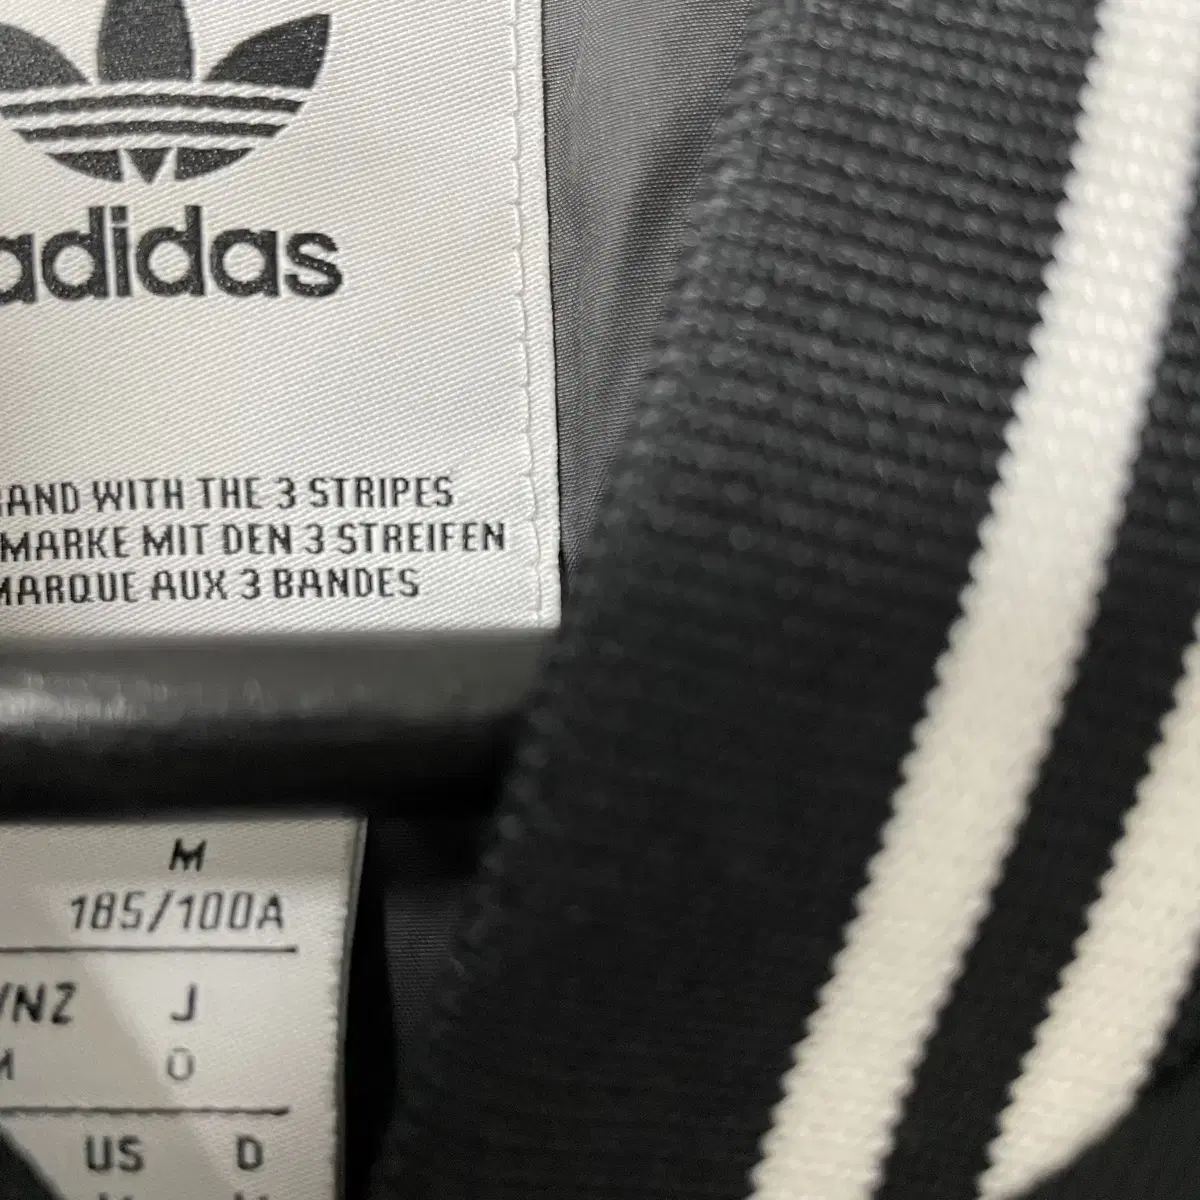 adidas
AND WITH THE 3 STRIPES
MARKE MIT DEN 3 STREIFEN
MARQUE AUX 3 BANDES
M
185/100A
/NZ J
M O
US D